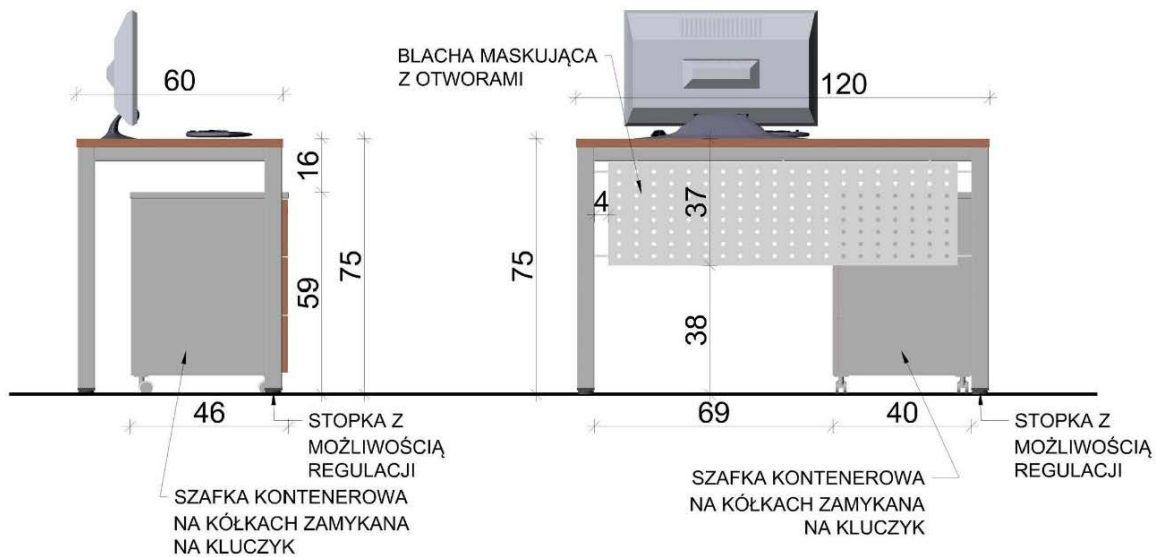 60
16
59
75
46
STOPKA Z
MOŻLIWOŚCIĄ
REGULACJI
SZAFKA KONTENEROWA
NA KÓŁKACH ZAMYKANA
NA KLUCZYK
BLACHA MASKUJĄCA
Z OTWORAMI
120
4
37
75
38
69
40
STOPKA Z
MOŻLIWOŚCIĄ
REGULACJI
SZAFKA KONTENEROWA
NA KÓŁKACH ZAMYKANA
NA KLUCZYK